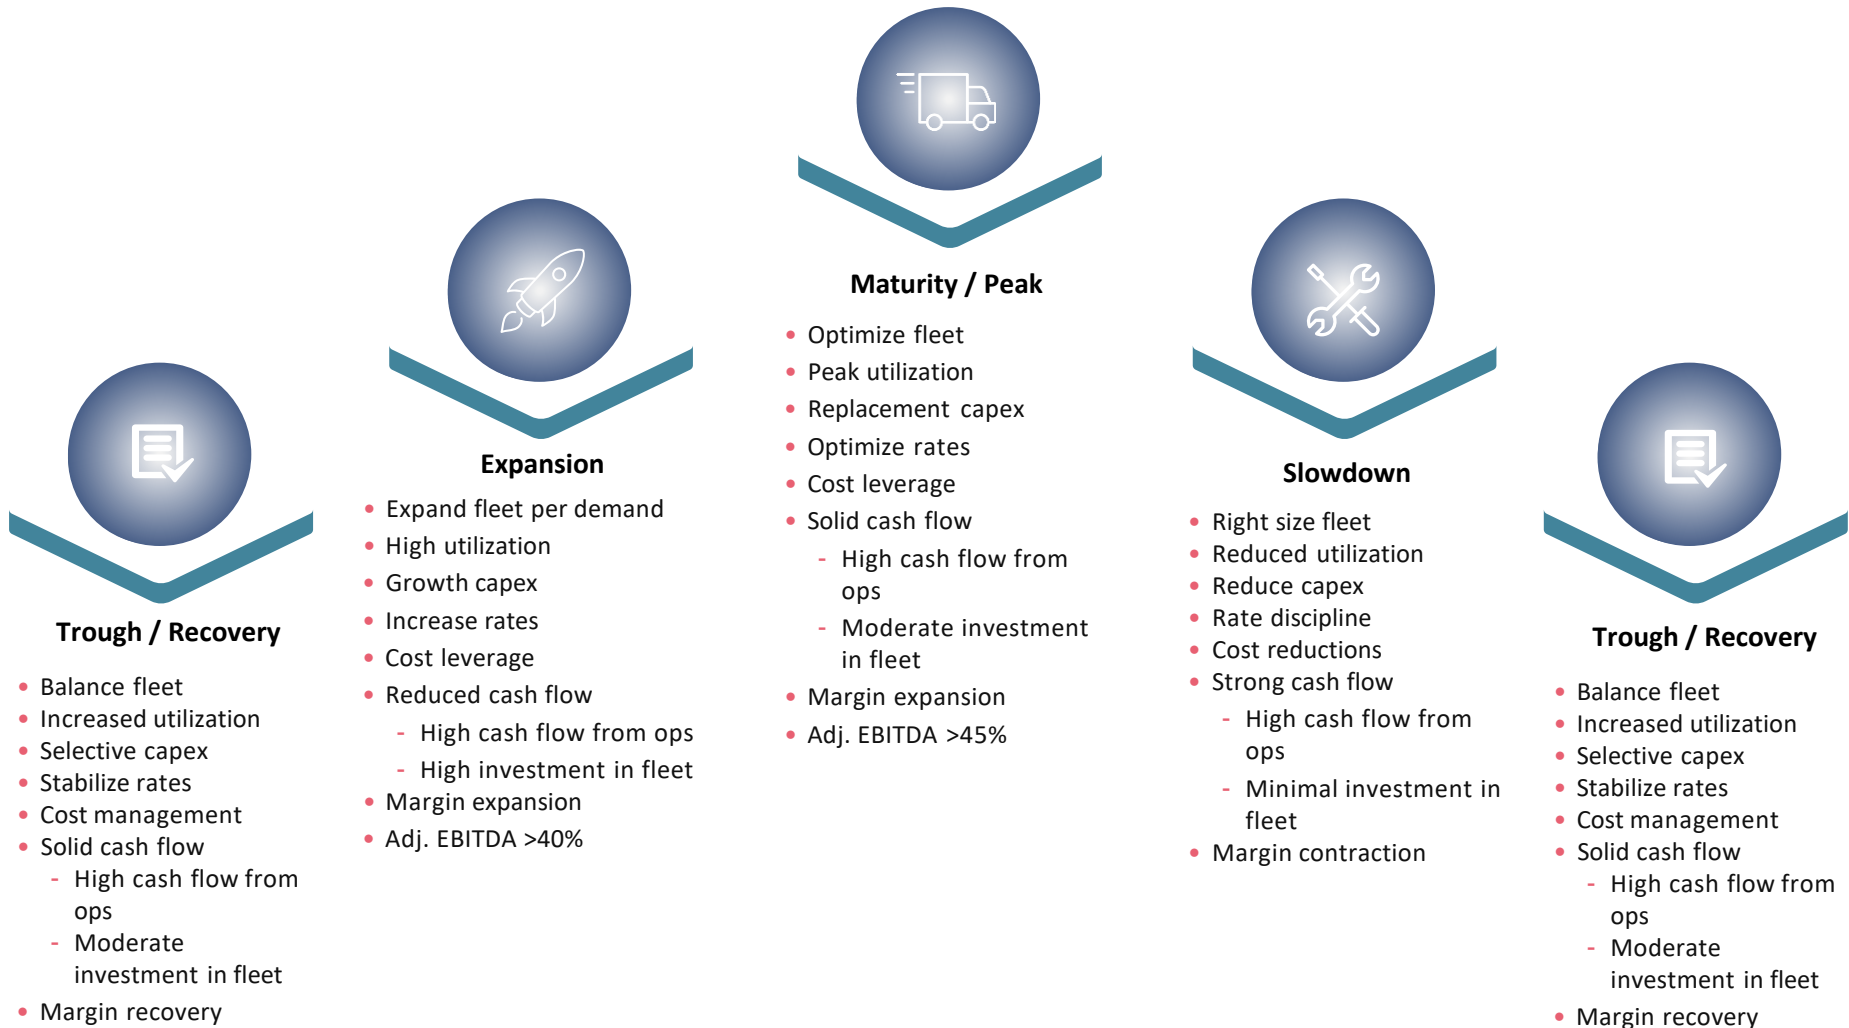 Trough / Recovery
• Balance fleet
• Increased utilization
• Selective capex
• Stabilize rates
• Cost management
• Solid cash flow
- High cash flow from
ops
- Moderate
investment in fleet
• Margin recovery
Expansion
• Expand fleet per demand
• High utilization
• Growth capex
• Increase rates
• Cost leverage
• Reduced cash flow
- High cash flow from ops
- High investment in fleet
• Margin expansion
• Adj. EBITDA >40%
Maturity / Peak
• Optimize fleet
• Peak utilization
• Replacement capex
• Optimize rates
• Cost leverage
• Solid cash flow
- High cash flow from
ops
- Moderate investment
in fleet
• Margin expansion
• Adj. EBITDA >45%
Slowdown
• Right size fleet
• Reduced utilization
• Reduce capex
• Rate discipline
• Cost reductions
• Strong cash flow
- High cash flow from
ops
- Minimal investment in
fleet
• Margin contraction
Trough / Recovery
• Balance fleet
• Increased utilization
• Selective capex
• Stabilize rates
• Cost management
• Solid cash flow
- High cash flow from
ops
- Moderate
investment in fleet
• Margin recovery